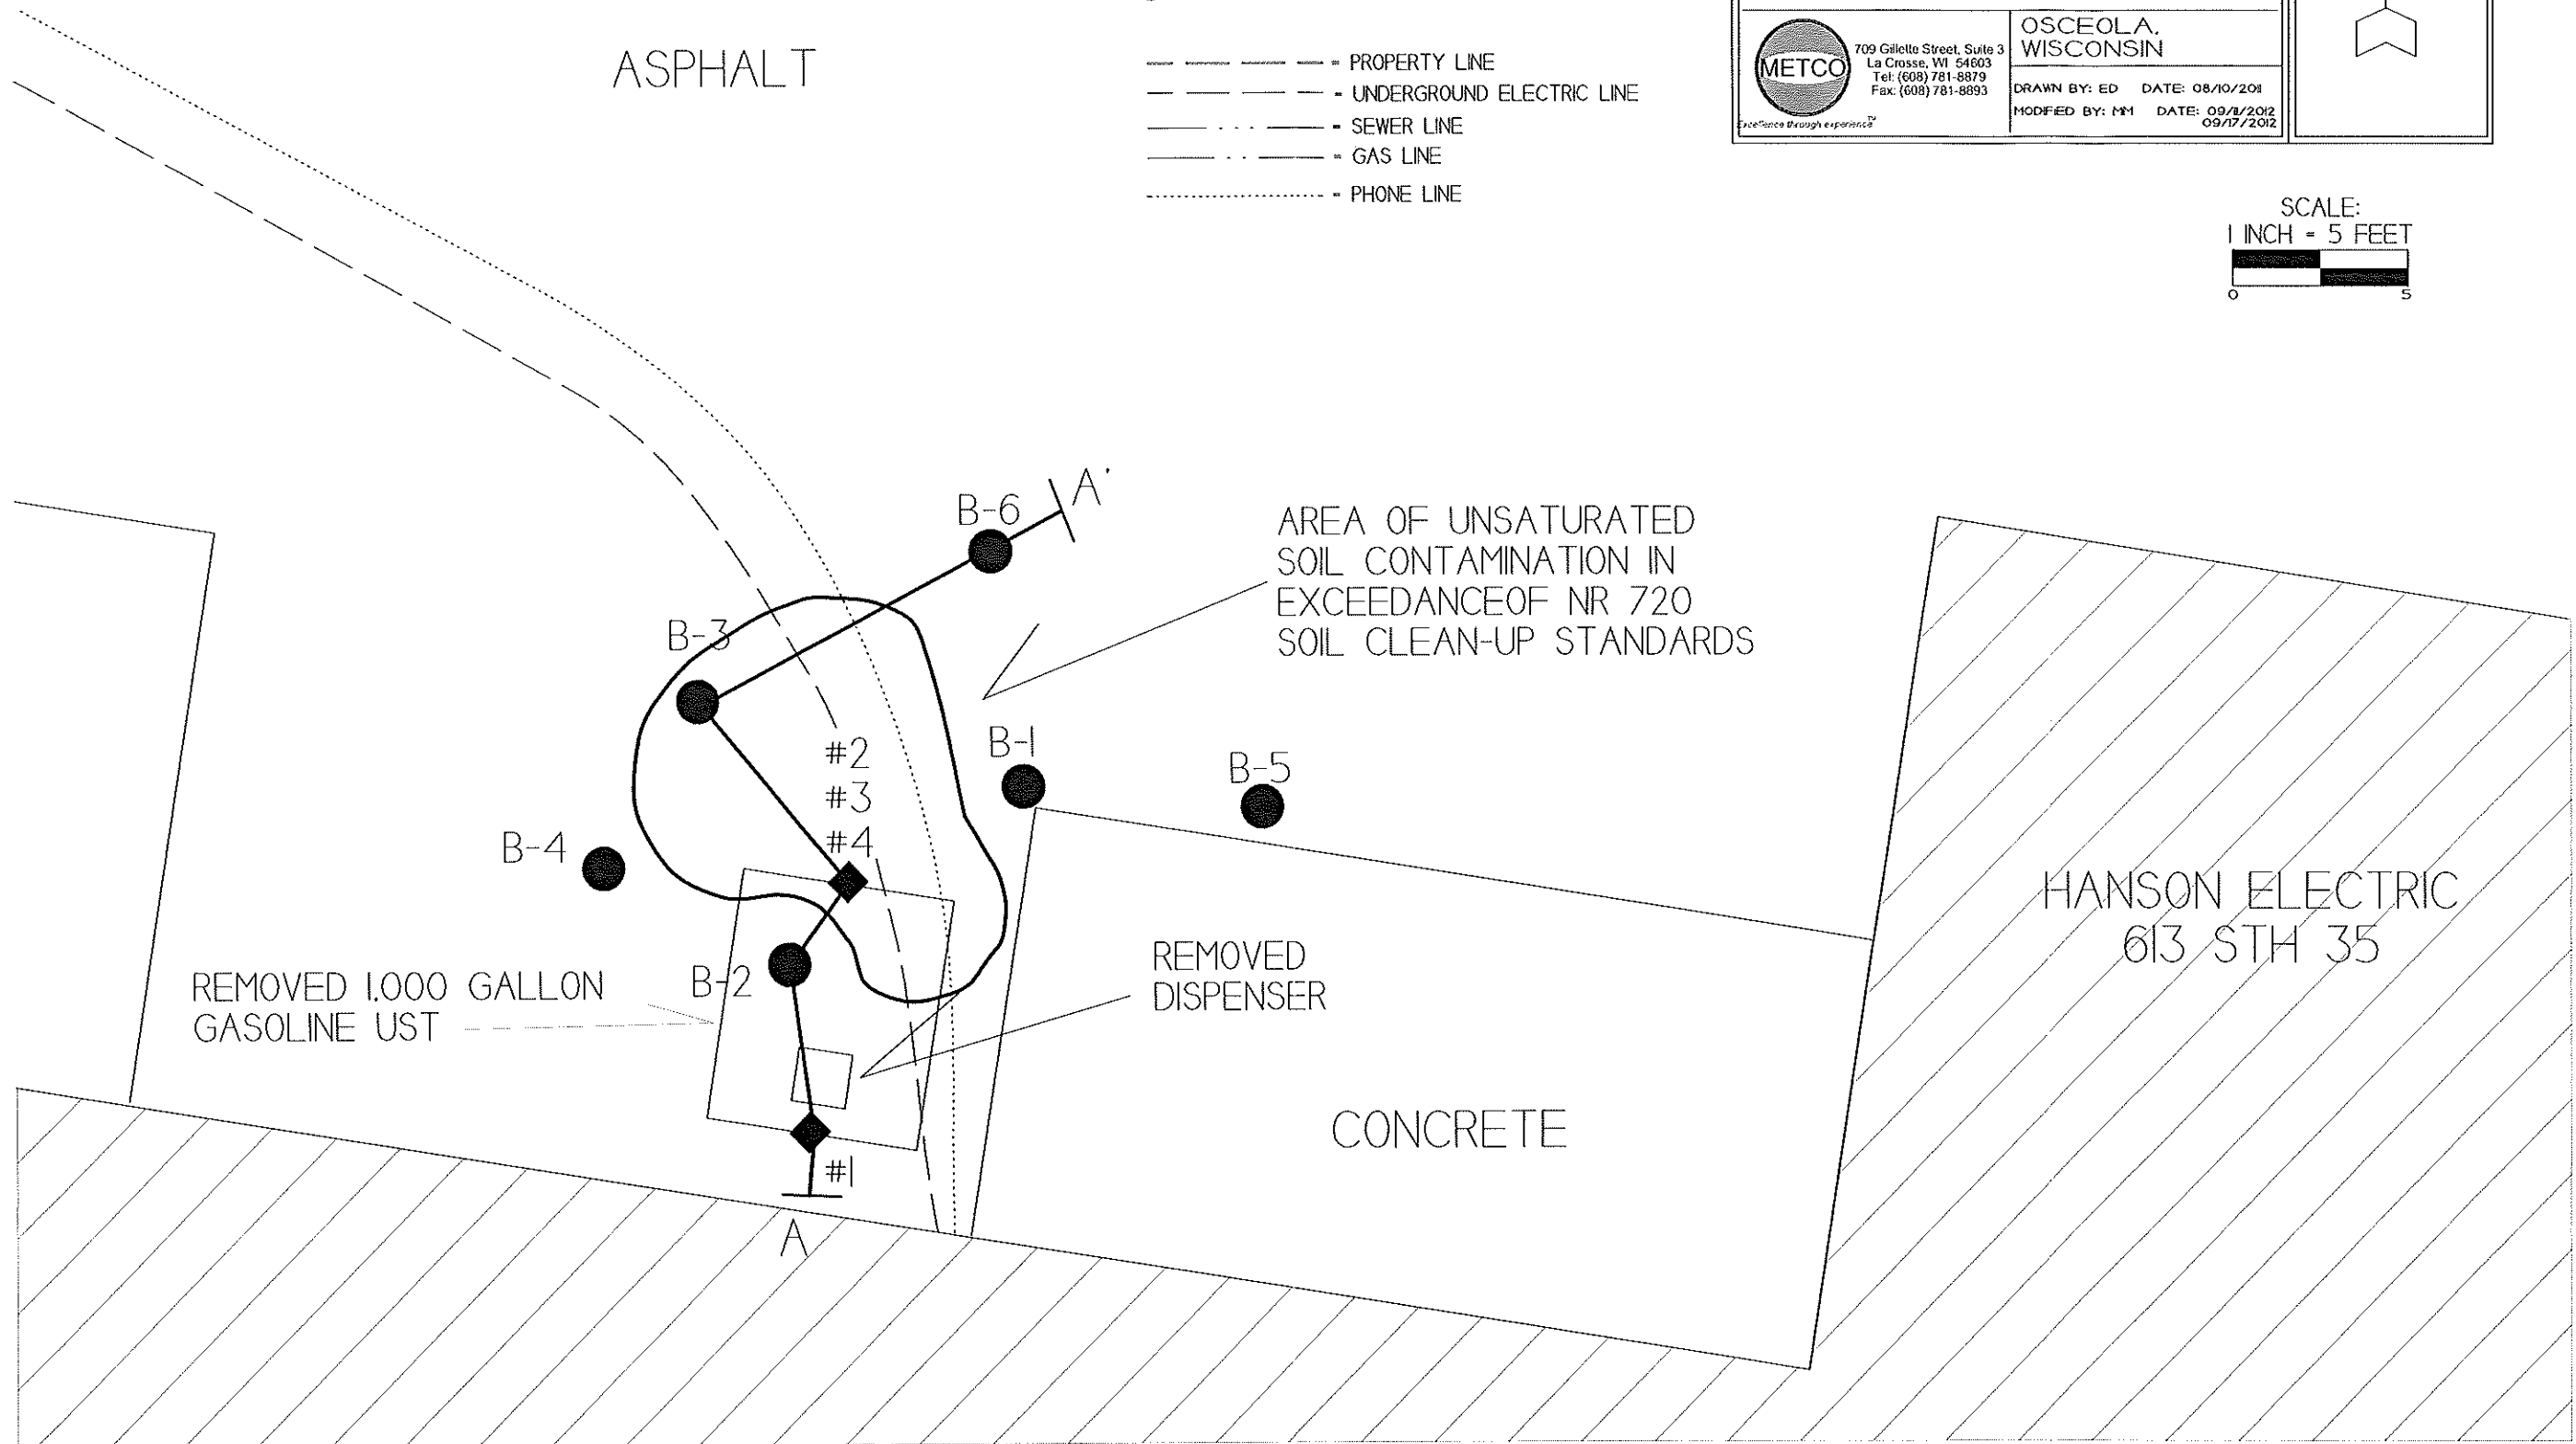 ASPHALT
- PROPERTY LINE
- UNDERGROUND ELECTRIC LINE
- SEWER LINE
- GAS LINE
- PHONE LINE
METCO
Excellence through experience™
709 Gillette Street, Suite 3
La Crosse, WI 54603
Tel: (608) 781-8879
Fax: (608) 781-8893
OSCEOLA,
WISCONSIN
DRAWN BY: ED DATE: 08/10/2011
MODIFIED BY: MM DATE: 09/11/2012
09/17/2012
SCALE:
1 INCH = 5 FEET
0 5
A'
B-6
AREA OF UNSATURATED
SOIL CONTAMINATION IN
EXCEEDANCEOF NR 720
SOIL CLEAN-UP STANDARDS
B-3
#2
#3
#4
B-1
B-5
B-4
HANSON ELECTRIC
613 STH 35
B-2
REMOVED 1,000 GALLON
GASOLINE UST
REMOVED
DISPENSER
CONCRETE
#1
A